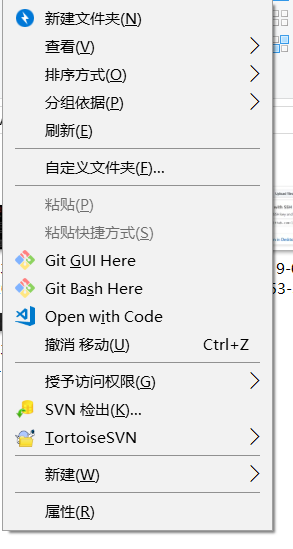 新建文件夹(N)
查看(V)
排序方式(O)
分组依据(P)
刷新(E)
自定义文件夹(F)...
粘贴(P)
粘贴快捷方式(S)
Git GUI Here
Git Bash Here
Open with Code
撤消 移动(U) Ctrl+Z
授予访问权限(G)
SVN 检出(K)...
TortoiseSVN
新建(W)
属性(R)